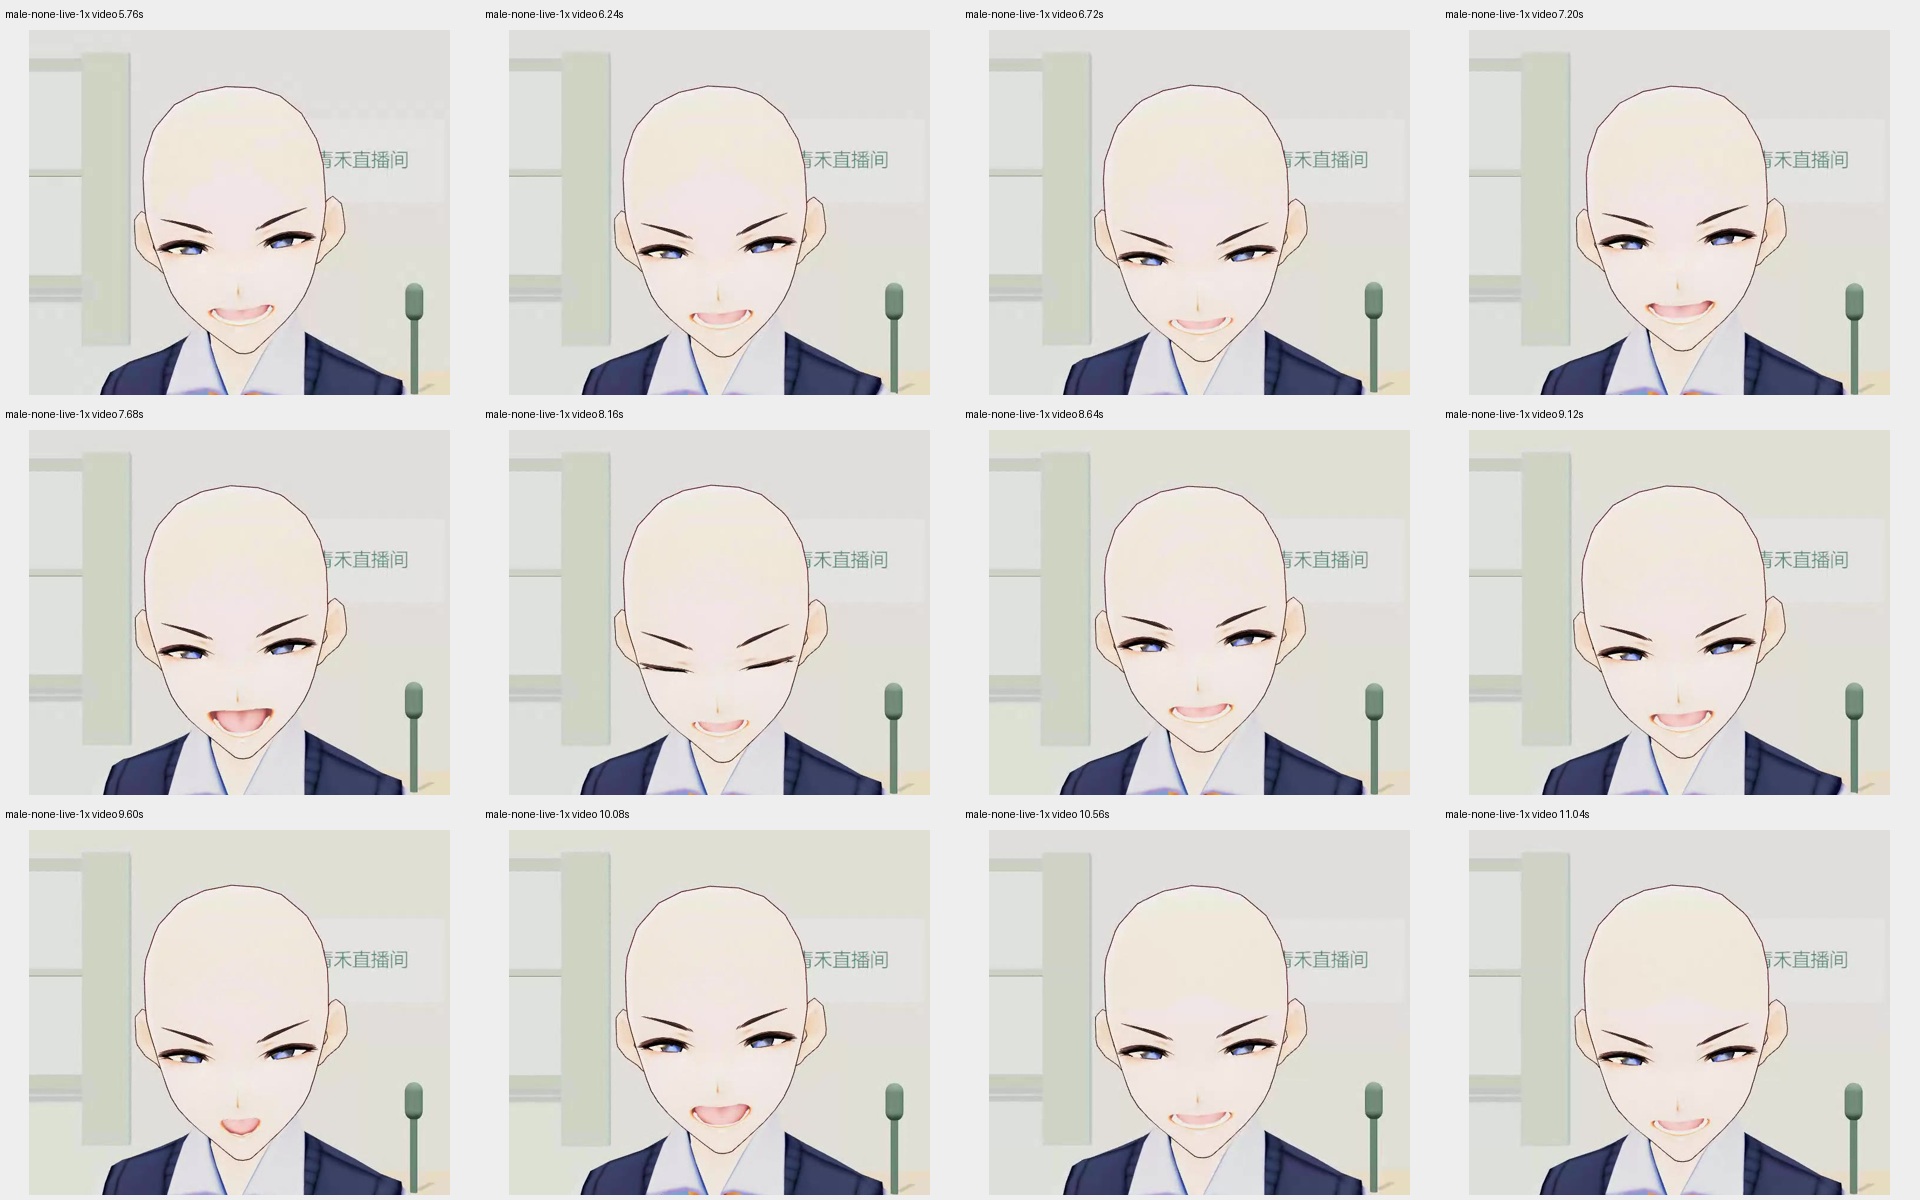 male-none-live-1x video 5.76s
male-none-live-1x video 6.24s
male-none-live-1x video 6.72s
male-none-live-1x video 7.20s
青禾直播间
青禾直播间
青禾直播间
青禾直播间
male-none-live-1x video 7.68s
male-none-live-1x video 8.16s
male-none-live-1x video 8.64s
male-none-live-1x video 9.12s
青禾直播间
青禾直播间
青禾直播间
青禾直播间
male-none-live-1x video 9.60s
male-none-live-1x video 10.08s
male-none-live-1x video 10.56s
male-none-live-1x video 11.04s
青禾直播间
青禾直播间
青禾直播间
青禾直播间